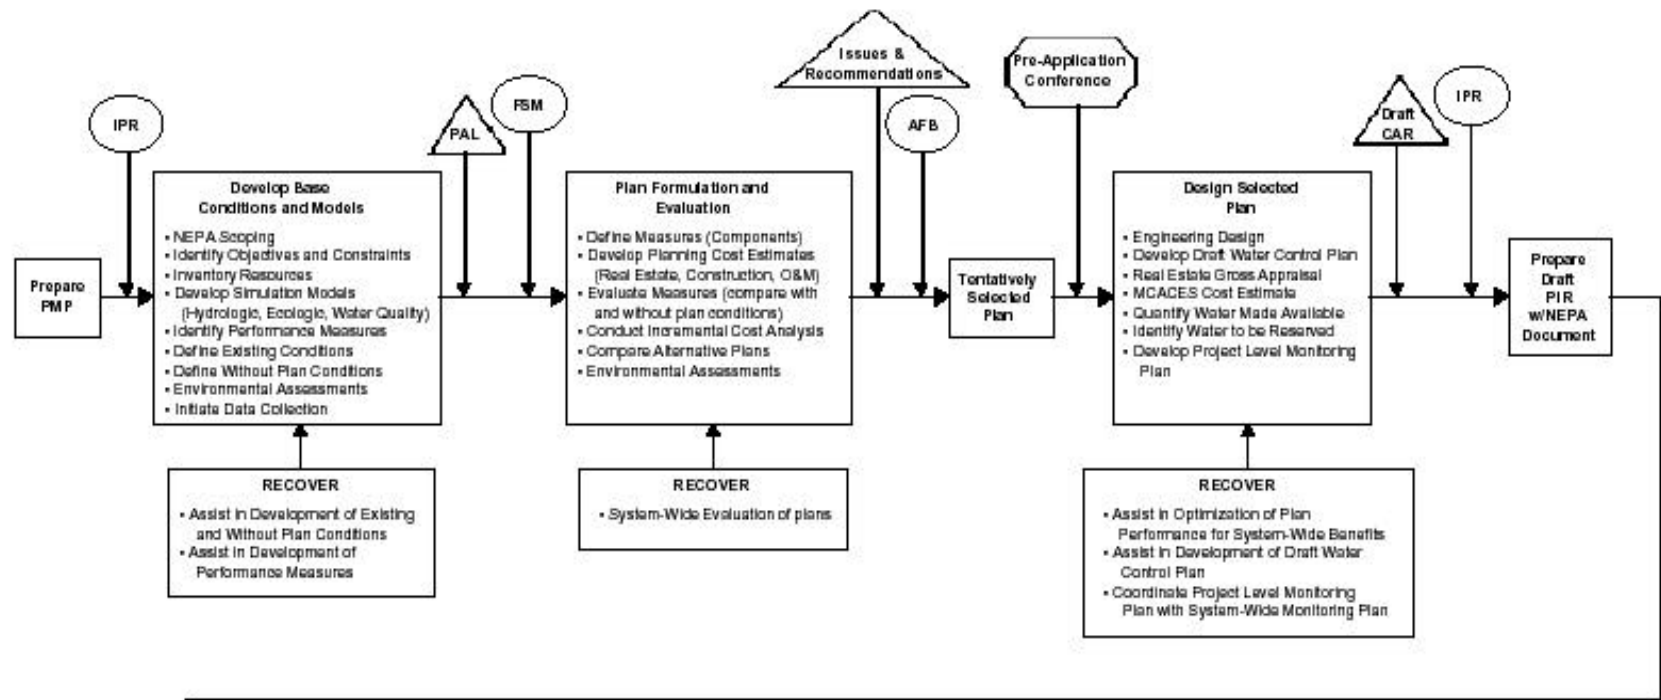 Issues &
Recommendations
Pre-Application
Conference
IPR
PAL
FSM
AFB
Draft
CAR
IPR
Prepare
PMP
Develop Base
Conditions and Models
▪ NEPA Scoping
▪ Identify Objectives and Constraints
▪ Inventory Resources
▪ Develop Simulation Models
(Hydrologic, Ecologic, Water Quality)
▪ Identify Performance Measures
▪ Define Existing Conditions
▪ Define Without Plan Conditions
▪ Environmental Assessments
▪ Initiate Data Collection
Plan Formulation and
Evaluation
▪ Define Measures (Components)
▪ Develop Planning Cost Estimates
(Real Estate, Construction, O&M)
▪ Evaluate Measures (compare with
and without plan conditions)
▪ Conduct Incremental Cost Analysis
▪ Compare Alternative Plans
▪ Environmental Assessments
Tentatively
Selected
Plan
Design Selected
Plan
▪ Engineering Design
▪ Develop Draft Water Control Plan
▪ Real Estate Gross Appraisal
▪ MCACES Cost Estimate
▪ Quantify Water Made Available
▪ Identify Water to be Reserved
▪ Develop Project Level Monitoring
Plan
Prepare
Draft
PIR
w/NEPA
Document
RECOVER
▪ Assist in Development of Existing
and Without Plan Conditions
▪ Assist in Development of
Performance Measures
RECOVER
▪ System-Wide Evaluation of plans
RECOVER
▪ Assist in Optimization of Plan
Performance for System-Wide Benefits
▪ Assist in Development of Draft Water
Control Plan
▪ Coordinate Project Level Monitoring
Plan with System-Wide Monitoring Plan